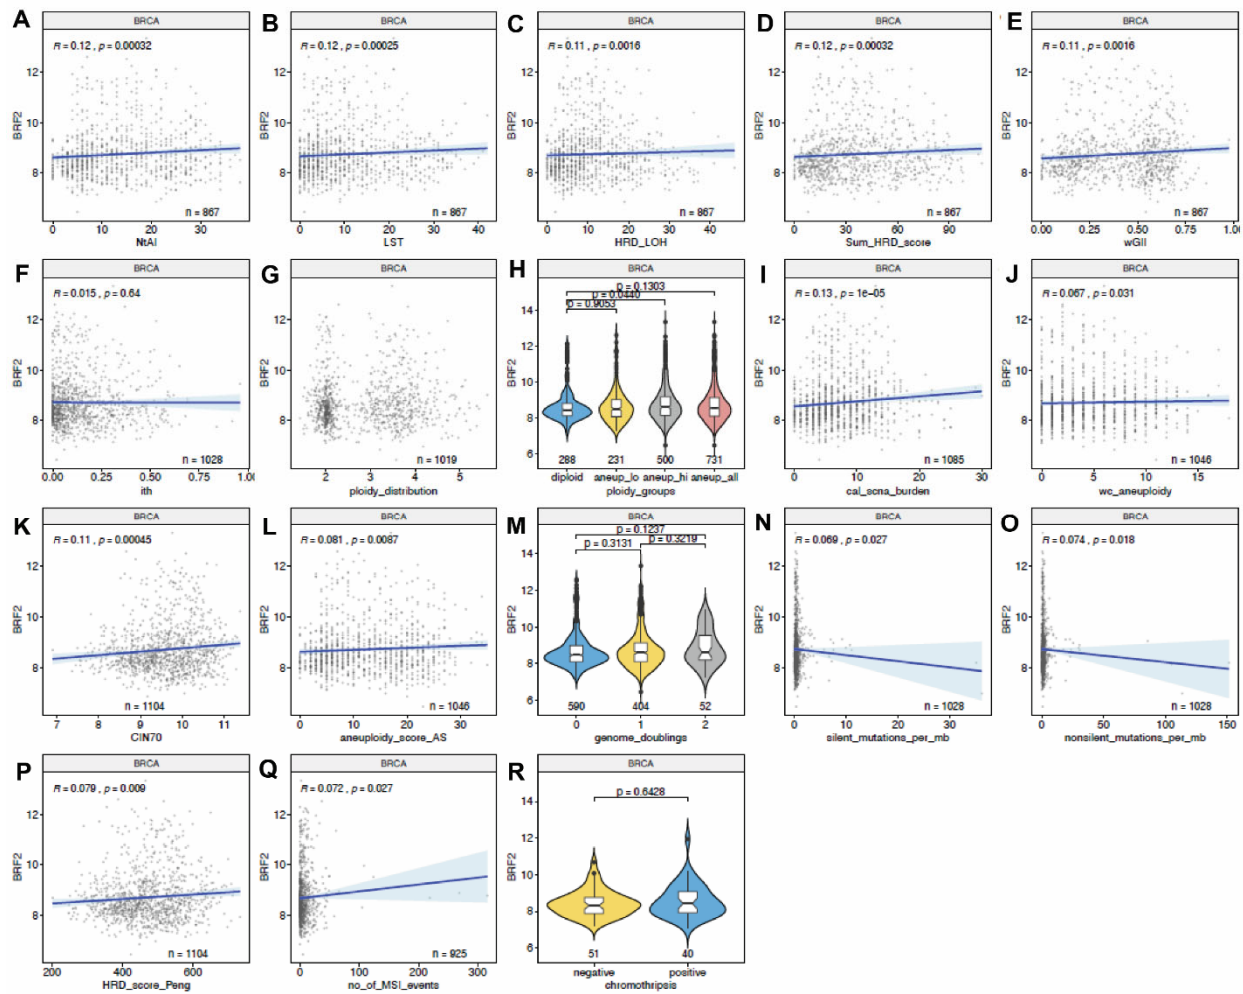 A
BRCA
R = 0.12 , p = 0.00032
12
10
8
BRF2
n = 867
0 10 20 30
NtAI
B
BRCA
R = 0.12 , p = 0.00025
12
10
8
BRF2
n = 867
0 10 20 30 40
LST
C
BRCA
R = 0.11 , p = 0.0016
12
10
8
BRF2
n = 867
0 10 20 30 40
HRD_LOH
D
BRCA
R = 0.12 , p = 0.00032
12
10
8
BRF2
n = 867
0 30 60 90
Sum_HRD_score
E
BRCA
R = 0.11 , p = 0.0016
12
10
8
BRF2
n = 867
0.00 0.25 0.50 0.75 1.0
wGII
F
BRCA
R = 0.015 , p = 0.64
12
10
8
BRF2
n = 1028
0.00 0.25 0.50 0.75 1.0
ith
G
BRCA
12
10
8
BRF2
n = 1019
2 3 4 5
ploidy_distribution
H
BRCA
p = 0.1303
p = 0.0440
p = 0.9053
14
12
10
8
6
BRF2
288 231 500 731
diploid aneup_lo aneup_hi aneup_all
ploidy_groups
I
BRCA
R = 0.13 , p = 1e-05
12
10
8
BRF2
n = 1085
0 10 20 30
cal_scna_burden
J
BRCA
R = 0.067 , p = 0.031
12
10
8
BRF2
n = 1046
0 5 10 15
wc_aneuploidy
K
BRCA
R = 0.11 , p = 0.00045
12
10
8
BRF2
n = 1104
7 8 9 10 11
CIN70
L
BRCA
R = 0.081 , p = 0.0087
12
10
8
BRF2
n = 1046
0 10 20 30
aneuploidy_score_AS
M
BRCA
p = 0.1237
p = 0.3131 p = 0.3219
14
12
10
8
6
BRF2
590 404 52
0 1 2
genome_doublings
N
BRCA
R = 0.069 , p = 0.027
12
10
8
BRF2
n = 1028
0 10 20 30
silent_mutations_per_mb
O
BRCA
R = 0.074 , p = 0.018
12
10
8
BRF2
n = 1028
0 50 100 150
nonsilent_mutations_per_mb
P
BRCA
R = 0.079 , p = 0.009
12
10
8
BRF2
n = 1104
200 400 600
HRD_score_Peng
Q
BRCA
R = 0.072 , p = 0.027
12
10
8
BRF2
n = 925
0 100 200 300
no_of_MSI_events
R
BRCA
p = 0.6428
14
12
10
8
6
BRF2
51 40
negative positive
chromothripsis